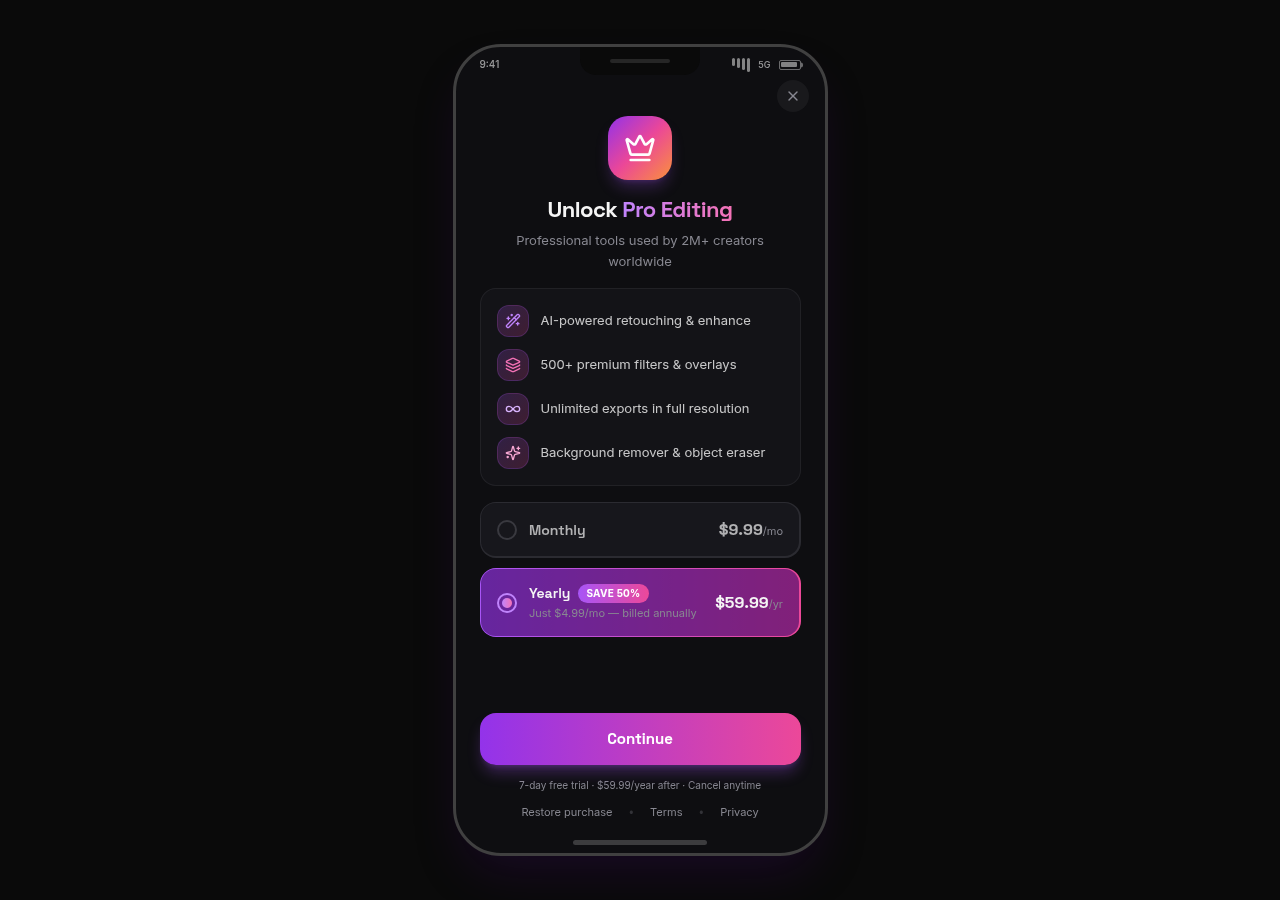 9:41
5G
Unlock Pro Editing
Professional tools used by 2M+ creators
worldwide
AI-powered retouching & enhance
500+ premium filters & overlays
Unlimited exports in full resolution
Background remover & object eraser
Monthly
$9.99/mo
Yearly SAVE 50%
Just $4.99/mo — billed annually
$59.99/yr
Continue
7-day free trial · $59.99/year after · Cancel anytime
Restore purchase • Terms • Privacy